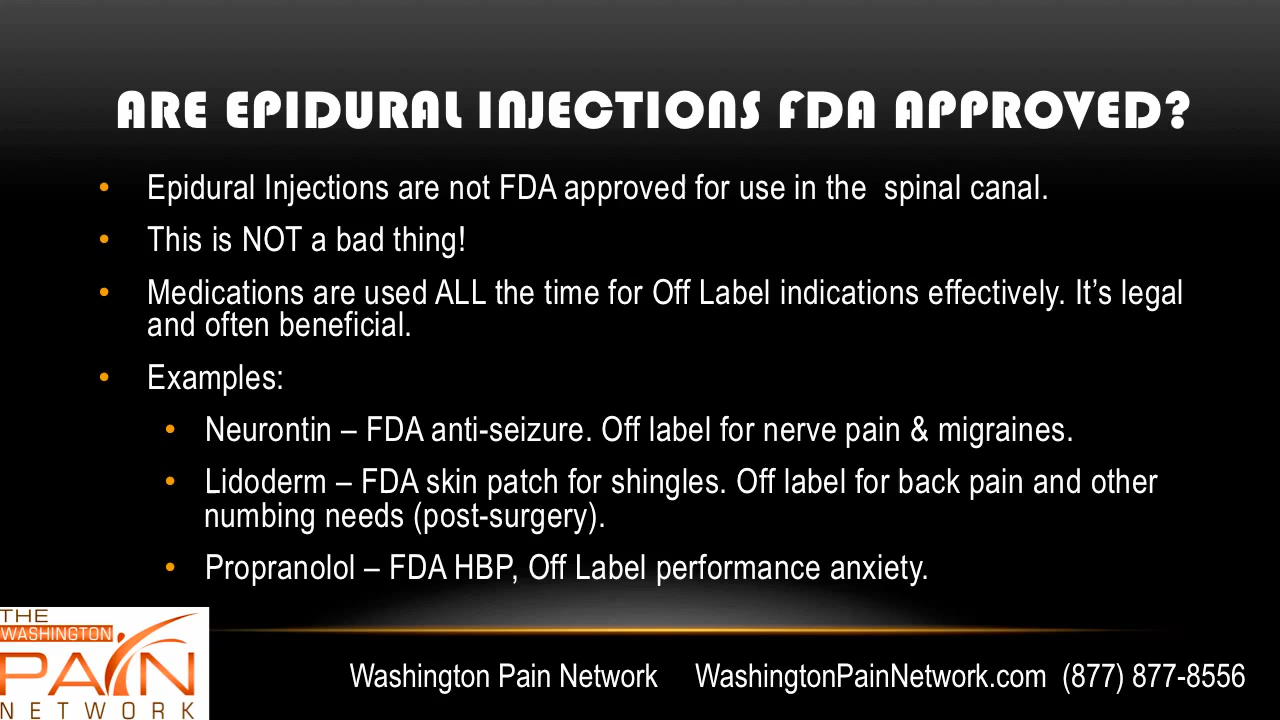 ARE EPIDURAL INJECTIONS FDA APPROVED?
• Epidural Injections are not FDA approved for use in the  spinal canal.
• This is NOT a bad thing!
• Medications are used ALL the time for Off Label indications effectively. It’s legal
and often beneficial.
• Examples:
• Neurontin – FDA anti-seizure. Off label for nerve pain & migraines.
• Lidoderm – FDA skin patch for shingles. Off label for back pain and other
numbing needs (post-surgery).
• Propranolol – FDA HBP, Off Label performance anxiety.
THE
WASHINGTON
PAIN
NETWORK
Washington Pain Network WashingtonPainNetwork.com (877) 877-8556